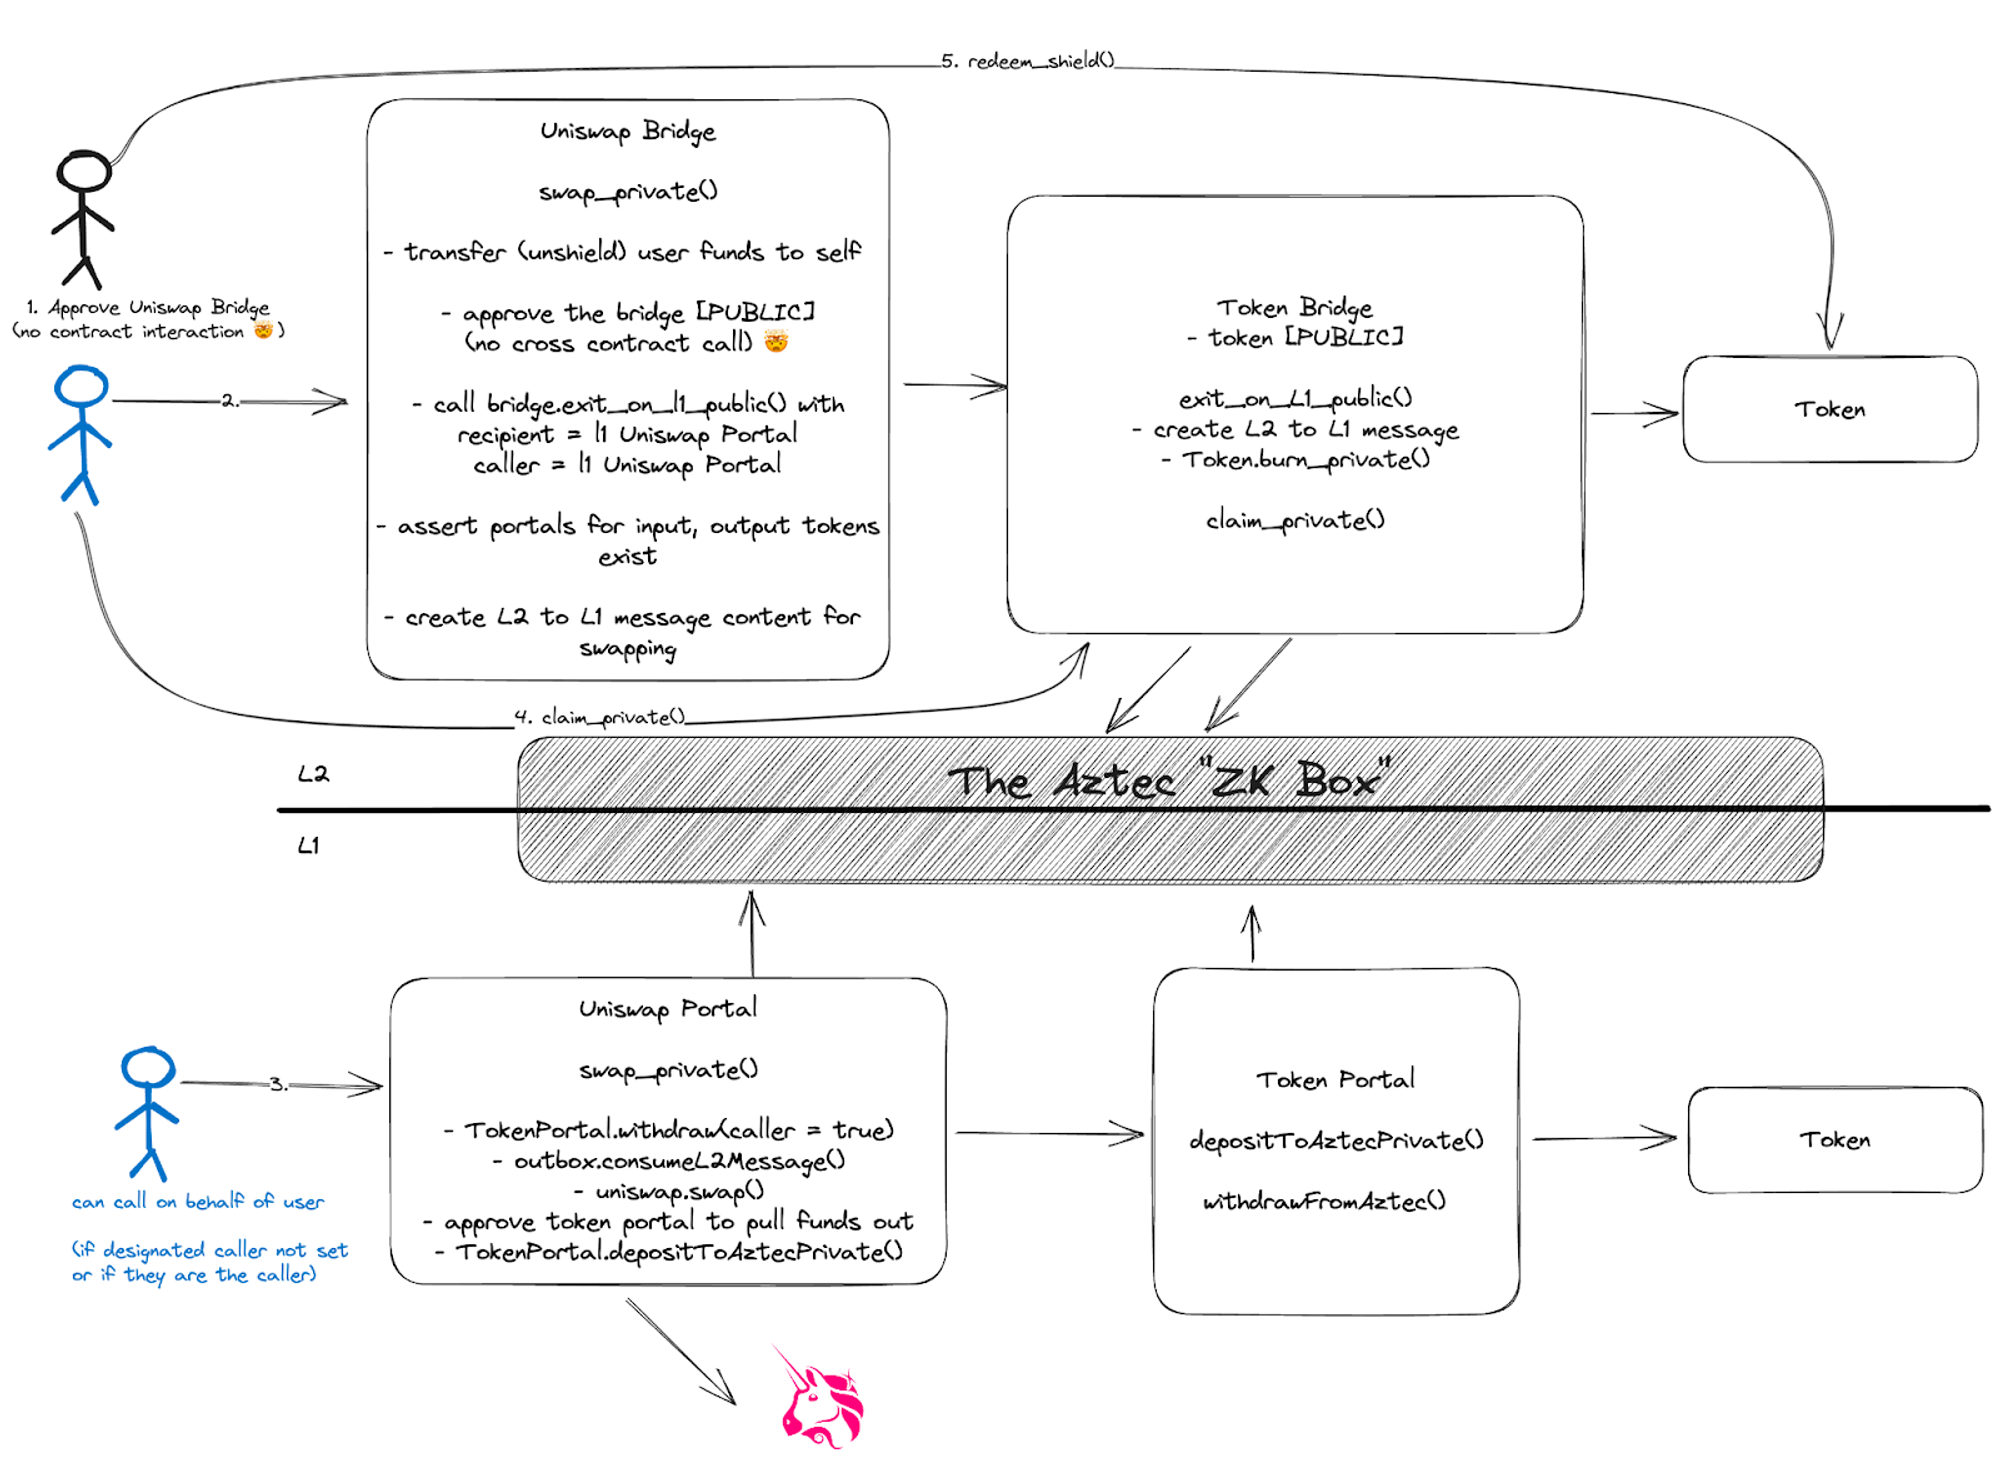 5. redeem_shield()
1. Approve Uniswap Bridge
(no contract interaction 🤯)
2.
Uniswap Bridge
swap_private()
- transfer (unshield) user funds to self
- approve the bridge [PUBLIC]
(no cross contract call) 🤯
- call bridge.exit_on_l1_public() with
recipient = l1 Uniswap Portal
caller = l1 Uniswap Portal
- assert portals for input, output tokens
exist
- create L2 to L1 message content for
swapping
Token Bridge
- token [PUBLIC]
exit_on_L1_public()
- create L2 to L1 message
- Token.burn_private()
claim_private()
Token
4. claim_private()
The Aztec "ZK Box"
L2
L1
3.
can call on behalf of user
(if designated caller not set
or if they are the caller)
Uniswap Portal
swap_private()
- TokenPortal.withdraw(caller = true)
- outbox.consumeL2Message()
- uniswap.swap()
- approve token portal to pull funds out
- TokenPortal.depositToAztecPrivate()
Token Portal
depositToAztecPrivate()
withdrawFromAztec()
Token